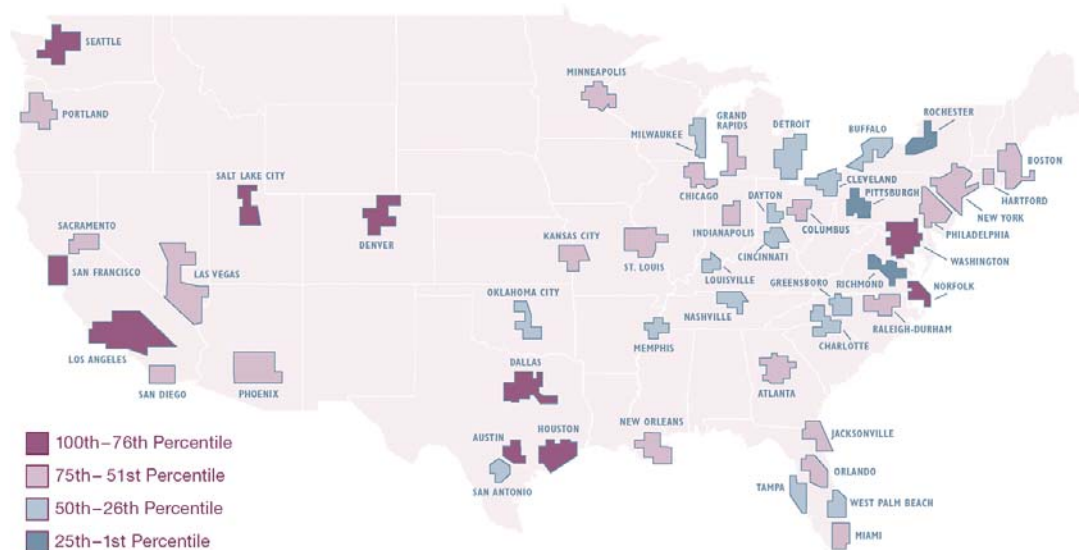 SEATTLE
PORTLAND
MINNEAPOLIS
MILWAUKEE
GRAND
RAPIDS
DETROIT
BUFFALO
ROCHESTER
BOSTON
CHICAGO
CLEVELAND
HARTFORD
SALT LAKE CITY
DENVER
DAYTON
PITTSBURGH
NEW YORK
PHILADELPHIA
SACRAMENTO
SAN FRANCISCO
LAS VEGAS
KANSAS CITY
ST. LOUIS
INDIANAPOLIS
COLUMBUS
CINCINNATI
WASHINGTON
LOUISVILLE
RICHMOND
NORFOLK
OKLAHOMA CITY
NASHVILLE
GREENSBORO
RALEIGH-DURHAM
LOS ANGELES
MEMPHIS
CHARLOTTE
SAN DIEGO
PHOENIX
DALLAS
ATLANTA
AUSTIN
HOUSTON
NEW ORLEANS
JACKSONVILLE
SAN ANTONIO
ORLANDO
TAMPA
WEST PALM BEACH
MIAMI
100th–76th Percentile
75th–51st Percentile
50th–26th Percentile
25th–1st Percentile